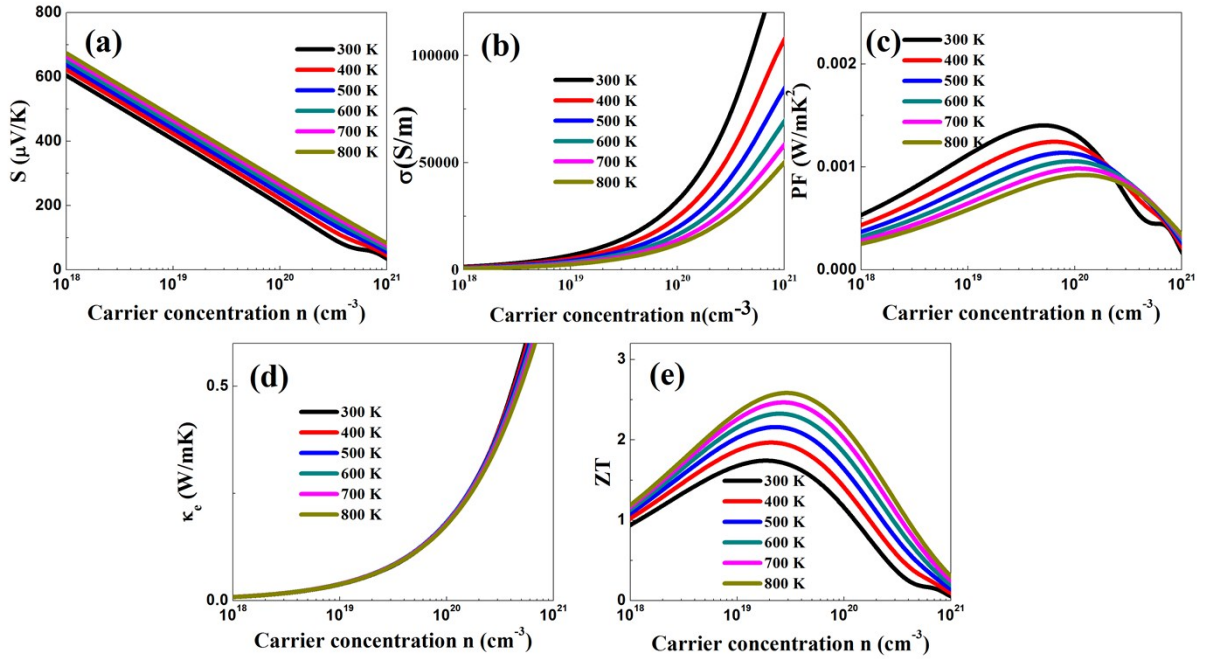 800
600
400
200
0
S (μV/K)
(a)
300 K
400 K
500 K
600 K
700 K
800 K
10^18
10^19
10^20
10^21
Carrier concentration n (cm^-3)
100000
50000
0
σ(S/m)
(b)
300 K
400 K
500 K
600 K
700 K
800 K
10^18
10^19
10^20
10^21
Carrier concentration n(cm^-3)
0.002
0.001
0.000
PF (W/mK^2)
(c)
300 K
400 K
500 K
600 K
700 K
800 K
10^18
10^19
10^20
10^21
Carrier concentration n (cm^-3)
0.5
0.0
κ_e (W/mK)
(d)
300 K
400 K
500 K
600 K
700 K
800 K
10^18
10^19
10^20
10^21
Carrier concentration n (cm^-3)
3
2
1
0
ZT
(e)
300 K
400 K
500 K
600 K
700 K
800 K
10^18
10^19
10^20
10^21
Carrier concentration n (cm^-3)